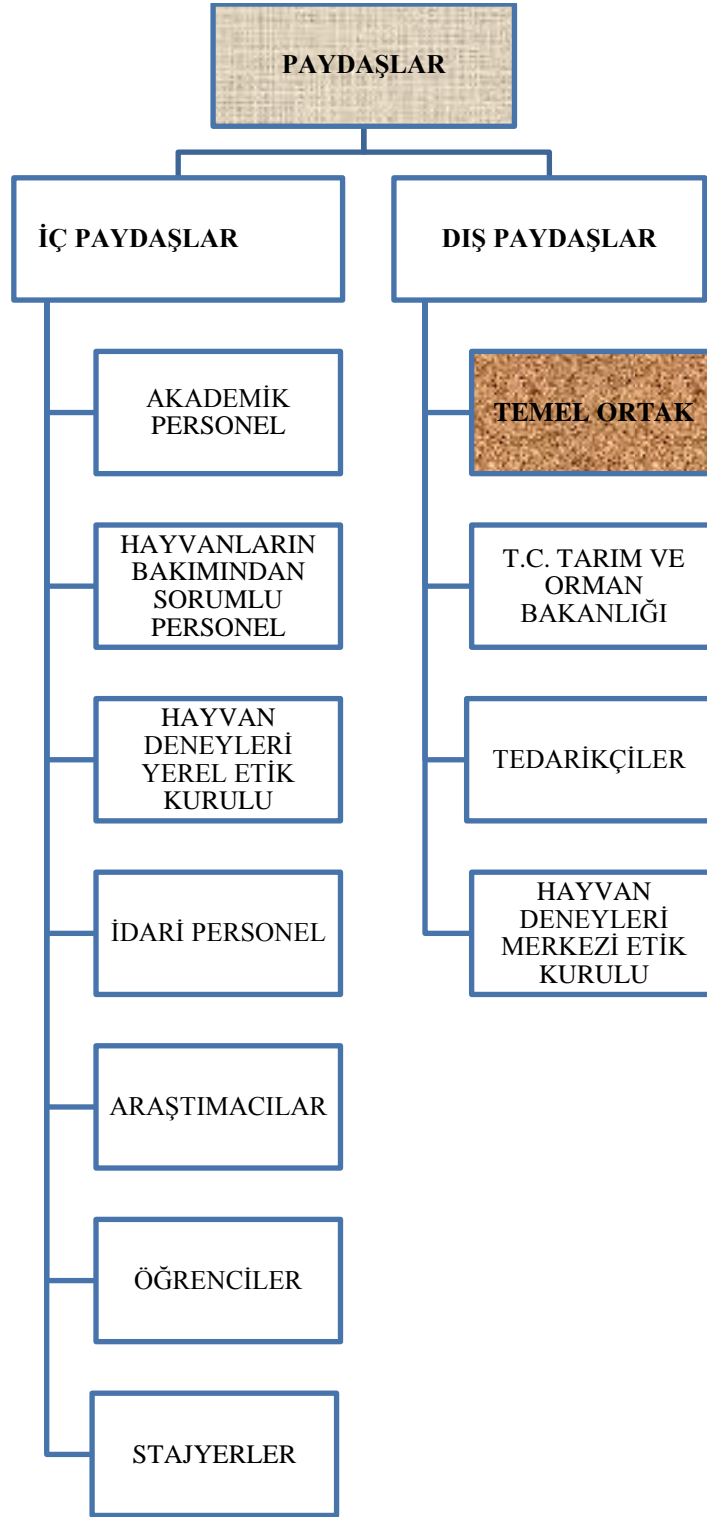 PAYDAŞLAR
İÇ PAYDAŞLAR
AKADEMİK
PERSONEL
HAYVANLARIN
BAKIMINDAN
SORUMLU
PERSONEL
HAYVAN
DENEYLERİ
YEREL ETİK
KURULU
İDARİ PERSONEL
ARAŞTIMACILAR
ÖĞRENCİLER
STAJYERLER
DIŞ PAYDAŞLAR
TEMEL ORTAK
T.C. TARIM VE
ORMAN
BAKANLIĞI
TEDARİKÇİLER
HAYVAN
DENEYLERİ
MERKEZİ ETİK
KURULU